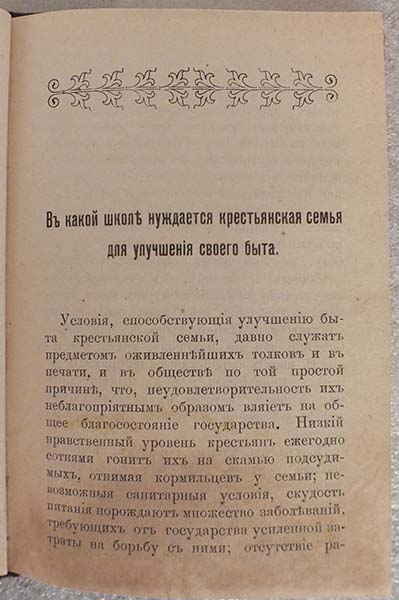 Въ какой школѣ нуждается крестьянская семья
для улучшенія своего быта.
Условія, способствующія улучшенію бы-
та крестьянской семьи, давно служатъ
предметомъ оживленнѣйшихъ толковъ и въ
печати, и въ обществѣ по той простой
причинѣ, что, неудовлетворительность ихъ
неблагопріятнымъ образомъ вліяетъ на об-
щее благосостояніе государства. Низкій
нравственный уровень крестьянъ ежегодно
сотнями гонитъ ихъ на скамью подсуди-
мыхъ, отнимая кормильцевъ у семьи; не-
возможныя санитарныя условія, скудость
питанія порождаютъ множество заболѣваній,
требующихъ отъ государства усиленной за-
траты на борьбу съ ними; отсутствіе ра-